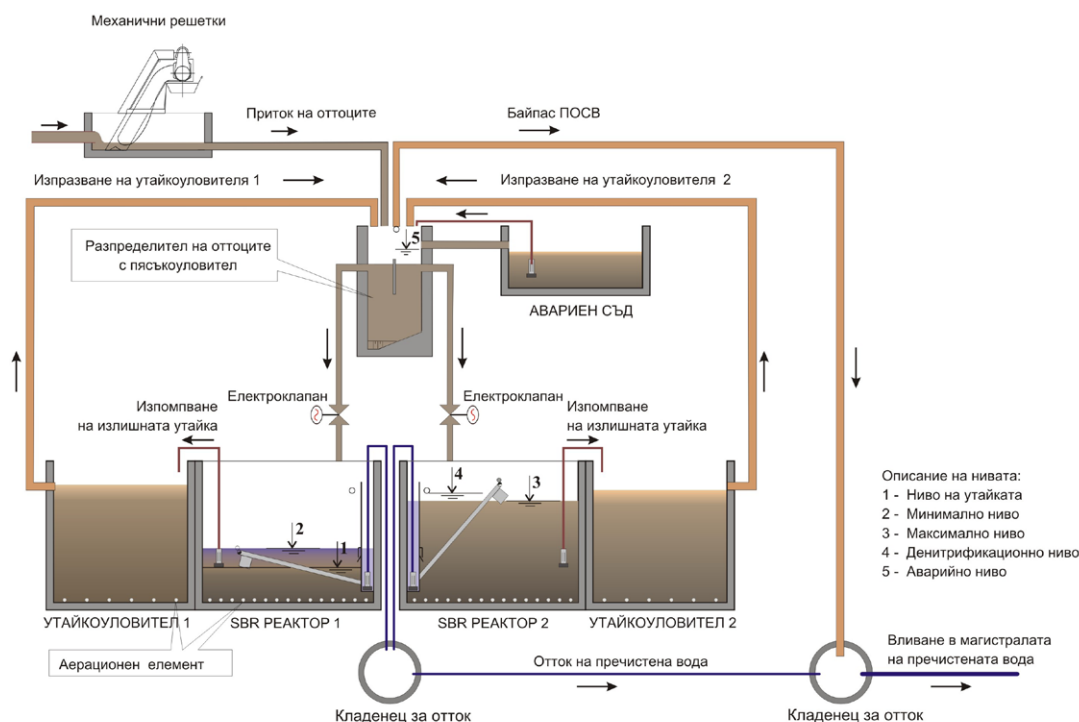 Механични решетки
Приток на оттоците
Байпас ПОСВ
Изпразване на утайкоуловителя 1
Изпразване на утайкоуловителя 2
5
Разпределител на оттоците
с пясъкоуловител
АВАРИЕН СЪД
Електроклапан
Електроклапан
Изпомпване
на излишната утайка
Изпомпване
на излишната утайка
4
3
2
1
Описание на нивата:
1 - Ниво на утайката
2 - Минимално ниво
3 - Максимално ниво
4 - Денитрификационно ниво
5 - Аварийно ниво
УТАЙКОУЛОВИТЕЛ 1
SBR РЕАКТОР 1
SBR РЕАКТОР 2
УТАЙКОУЛОВИТЕЛ 2
Аерационен елемент
Отток на пречистена вода
Вливане в магистралата
на пречистената вода
Кладенец за отток
Кладенец за отток